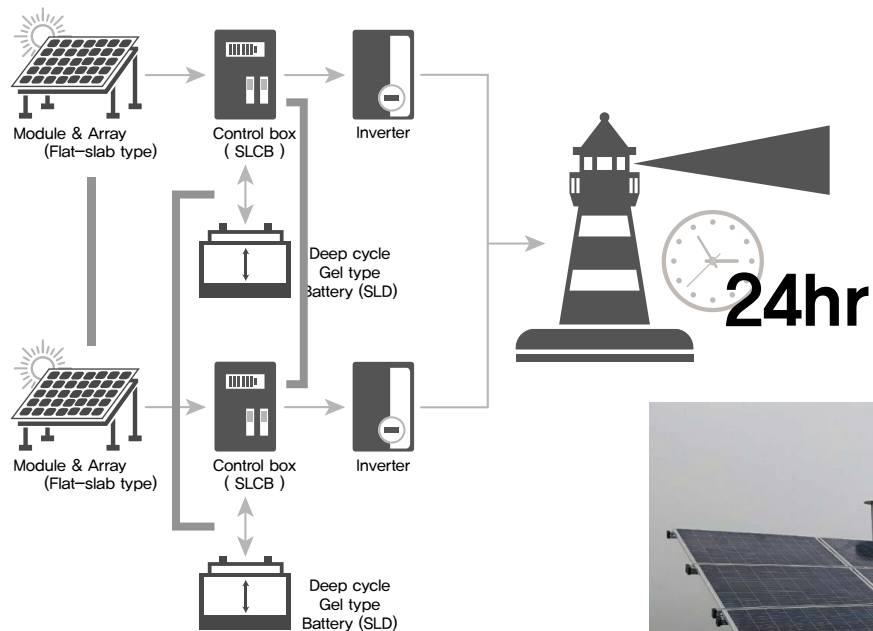 Module & Array
(Flat-slab type)
Control box
( SLCB )
Inverter
Deep cycle
Gel type
Battery (SLD)
24hr
Module & Array
(Flat-slab type)
Control box
( SLCB )
Inverter
Deep cycle
Gel type
Battery (SLD)